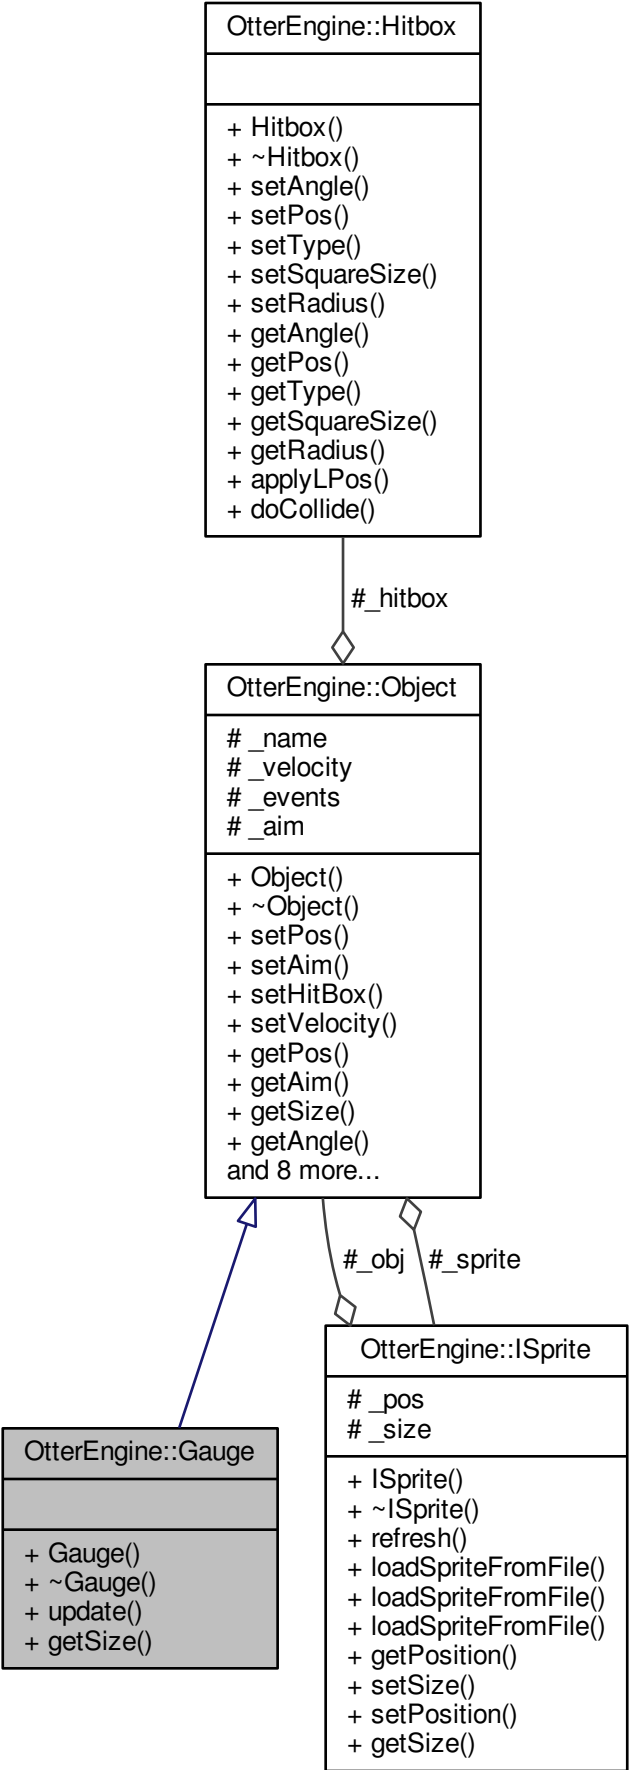 OtterEngine::Hitbox
+ Hitbox()
+ ~Hitbox()
+ setAngle()
+ setPos()
+ setType()
+ setSquareSize()
+ setRadius()
+ getAngle()
+ getPos()
+ getType()
+ getSquareSize()
+ getRadius()
+ applyLPos()
+ doCollide()
#_hitbox
OtterEngine::Object
# _name
# _velocity
# _events
# _aim
+ Object()
+ ~Object()
+ setPos()
+ setAim()
+ setHitBox()
+ setVelocity()
+ getPos()
+ getAim()
+ getSize()
+ getAngle()
and 8 more...
#_obj
#_sprite
OtterEngine::Gauge
+ Gauge()
+ ~Gauge()
+ update()
+ getSize()
OtterEngine::ISprite
# _pos
# _size
+ ISprite()
+ ~ISprite()
+ refresh()
+ loadSpriteFromFile()
+ loadSpriteFromFile()
+ loadSpriteFromFile()
+ getPosition()
+ setSize()
+ setPosition()
+ getSize()